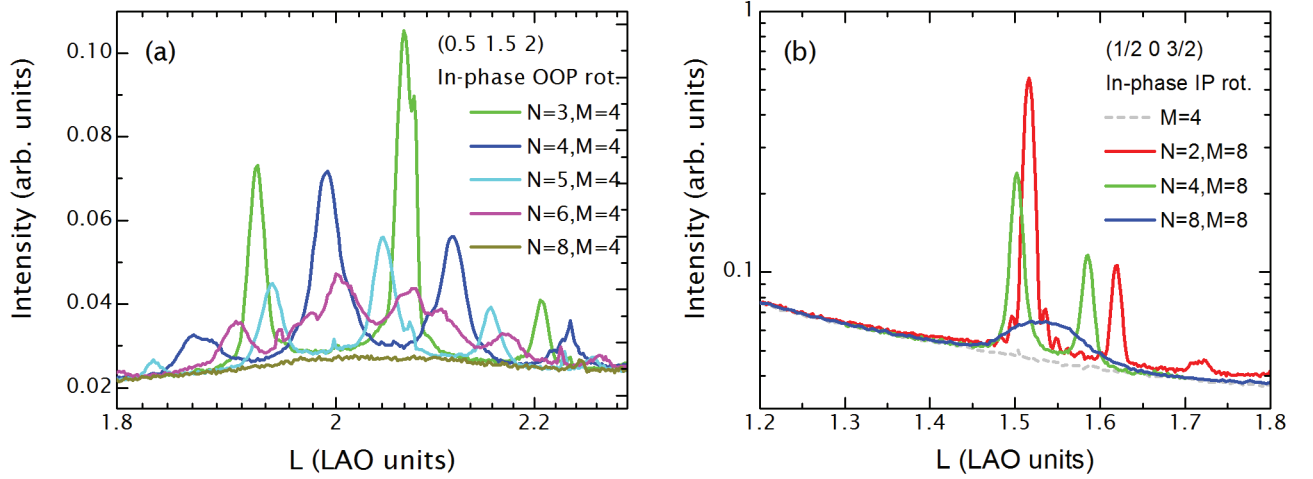 (a)
(0.5 1.5 2)
In-phase OOP rot.
N=3,M=4
N=4,M=4
N=5,M=4
N=6,M=4
N=8,M=4
Intensity (arb. units)
0.10
0.08
0.06
0.04
0.02
1.8 2 2.2
L (LAO units)
(b)
(1/2 0 3/2)
In-phase IP rot.
M=4
N=2,M=8
N=4,M=8
N=8,M=8
Intensity (arb. units)
1
0.1
1.2 1.3 1.4 1.5 1.6 1.7 1.8
L (LAO units)